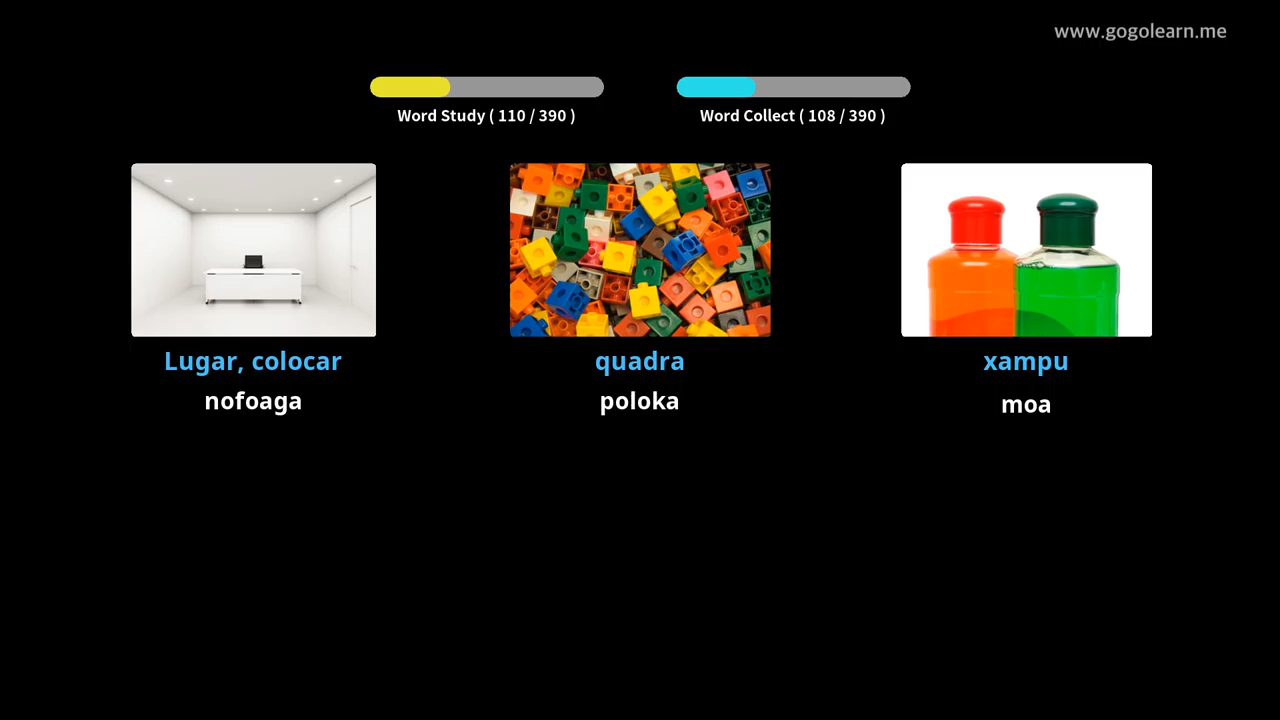 www.gogolearn.me
Word Study ( 110 / 390 )
Word Collect ( 108 / 390 )
Lugar, colocar
quadra
xampu
nofoaga
poloka
moa